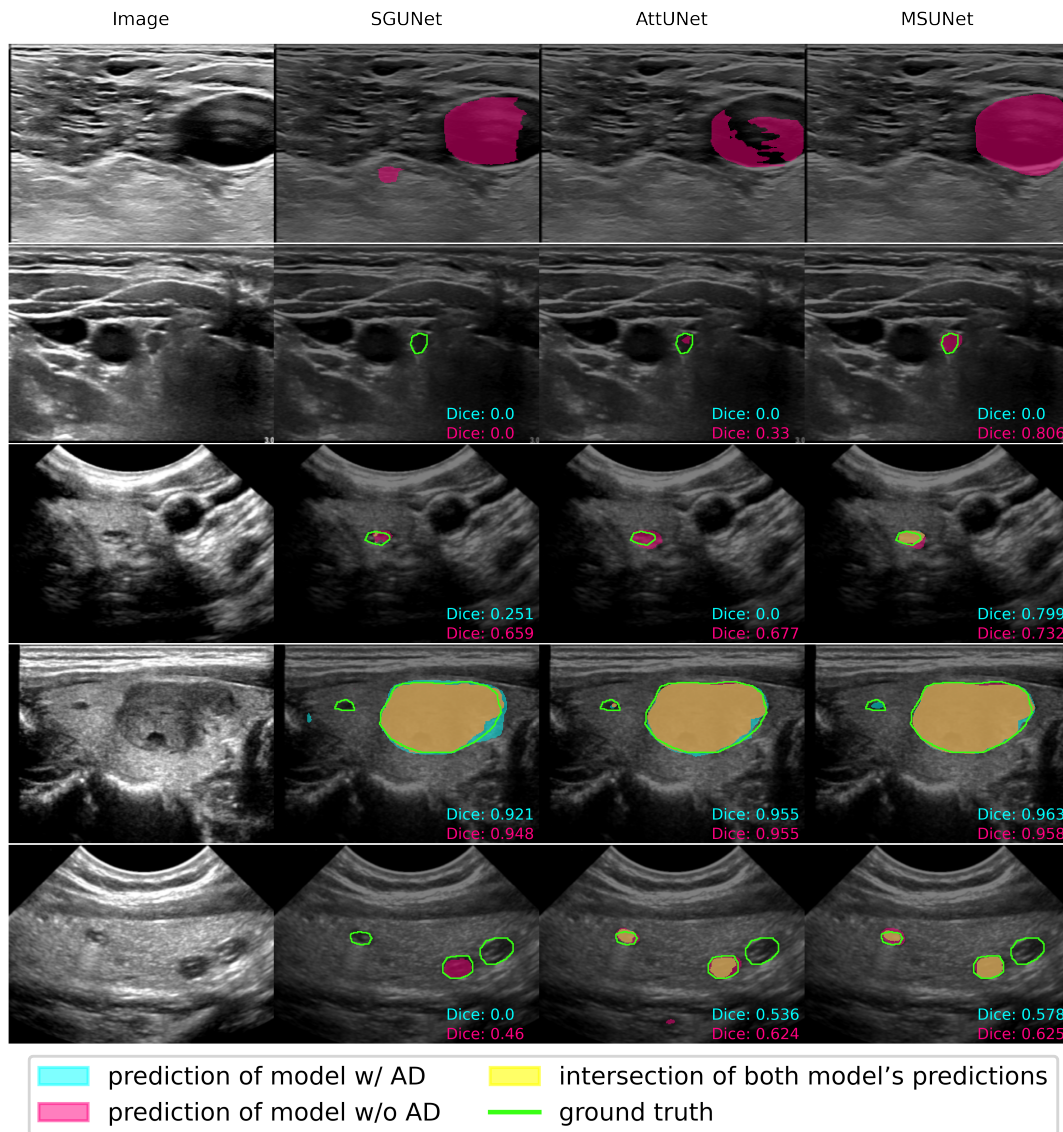 Image SGUNet AttUNet MSUNet
Dice: 0.0 Dice: 0.0 Dice: 0.0
Dice: 0.0 Dice: 0.33 Dice: 0.806
Dice: 0.251 Dice: 0.0 Dice: 0.799
Dice: 0.659 Dice: 0.677 Dice: 0.732
Dice: 0.921 Dice: 0.955 Dice: 0.963
Dice: 0.948 Dice: 0.955 Dice: 0.958
Dice: 0.0 Dice: 0.536 Dice: 0.578
Dice: 0.46 Dice: 0.624 Dice: 0.625
prediction of model w/ AD intersection of both model’s predictions
prediction of model w/o AD ground truth